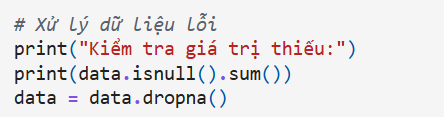 # Xử lý dữ liệu lỗi
print("Kiểm tra giá trị thiếu:")
print(data.isnull().sum())
data = data.dropna()